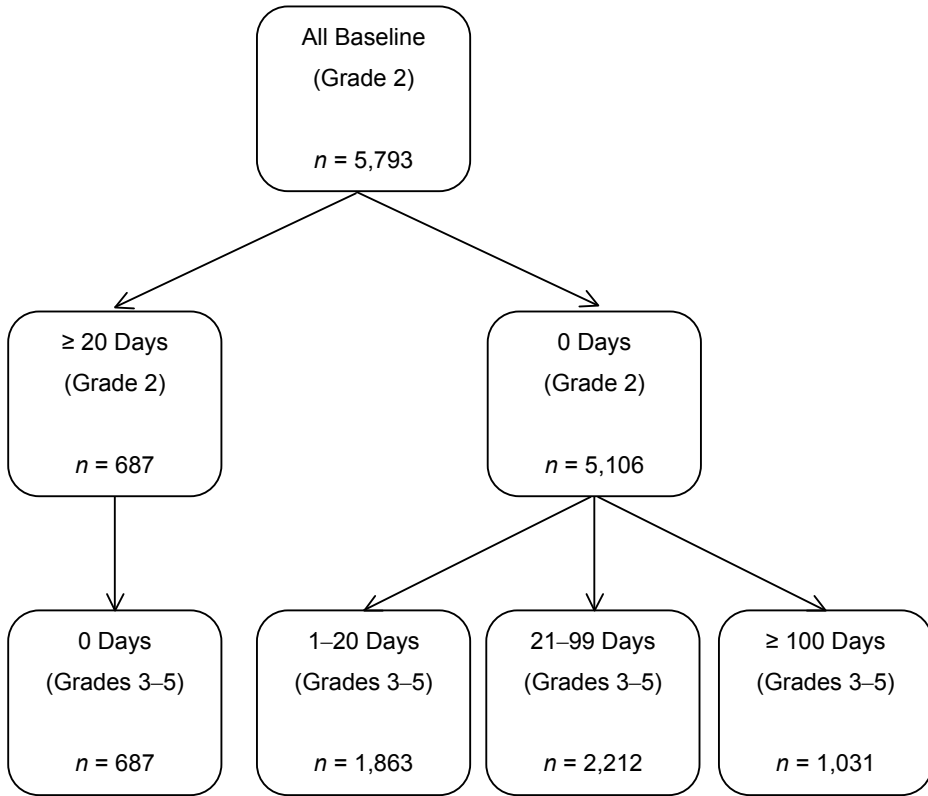 All Baseline
(Grade 2)
n = 5,793
≥ 20 Days
(Grade 2)
n = 687
0 Days
(Grade 2)
n = 5,106
0 Days
(Grades 3–5)
n = 687
1–20 Days
(Grades 3–5)
n = 1,863
21–99 Days
(Grades 3–5)
n = 2,212
≥ 100 Days
(Grades 3–5)
n = 1,031